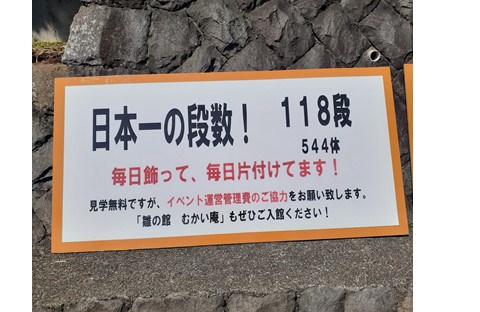 日本一の段数！ 118段
544体
毎日飾って、毎日片付けてます！
見学無料ですが、イベント運営管理費のご協力をお願い致します。
「雛の館　むかい庵」もぜひご入館ください！